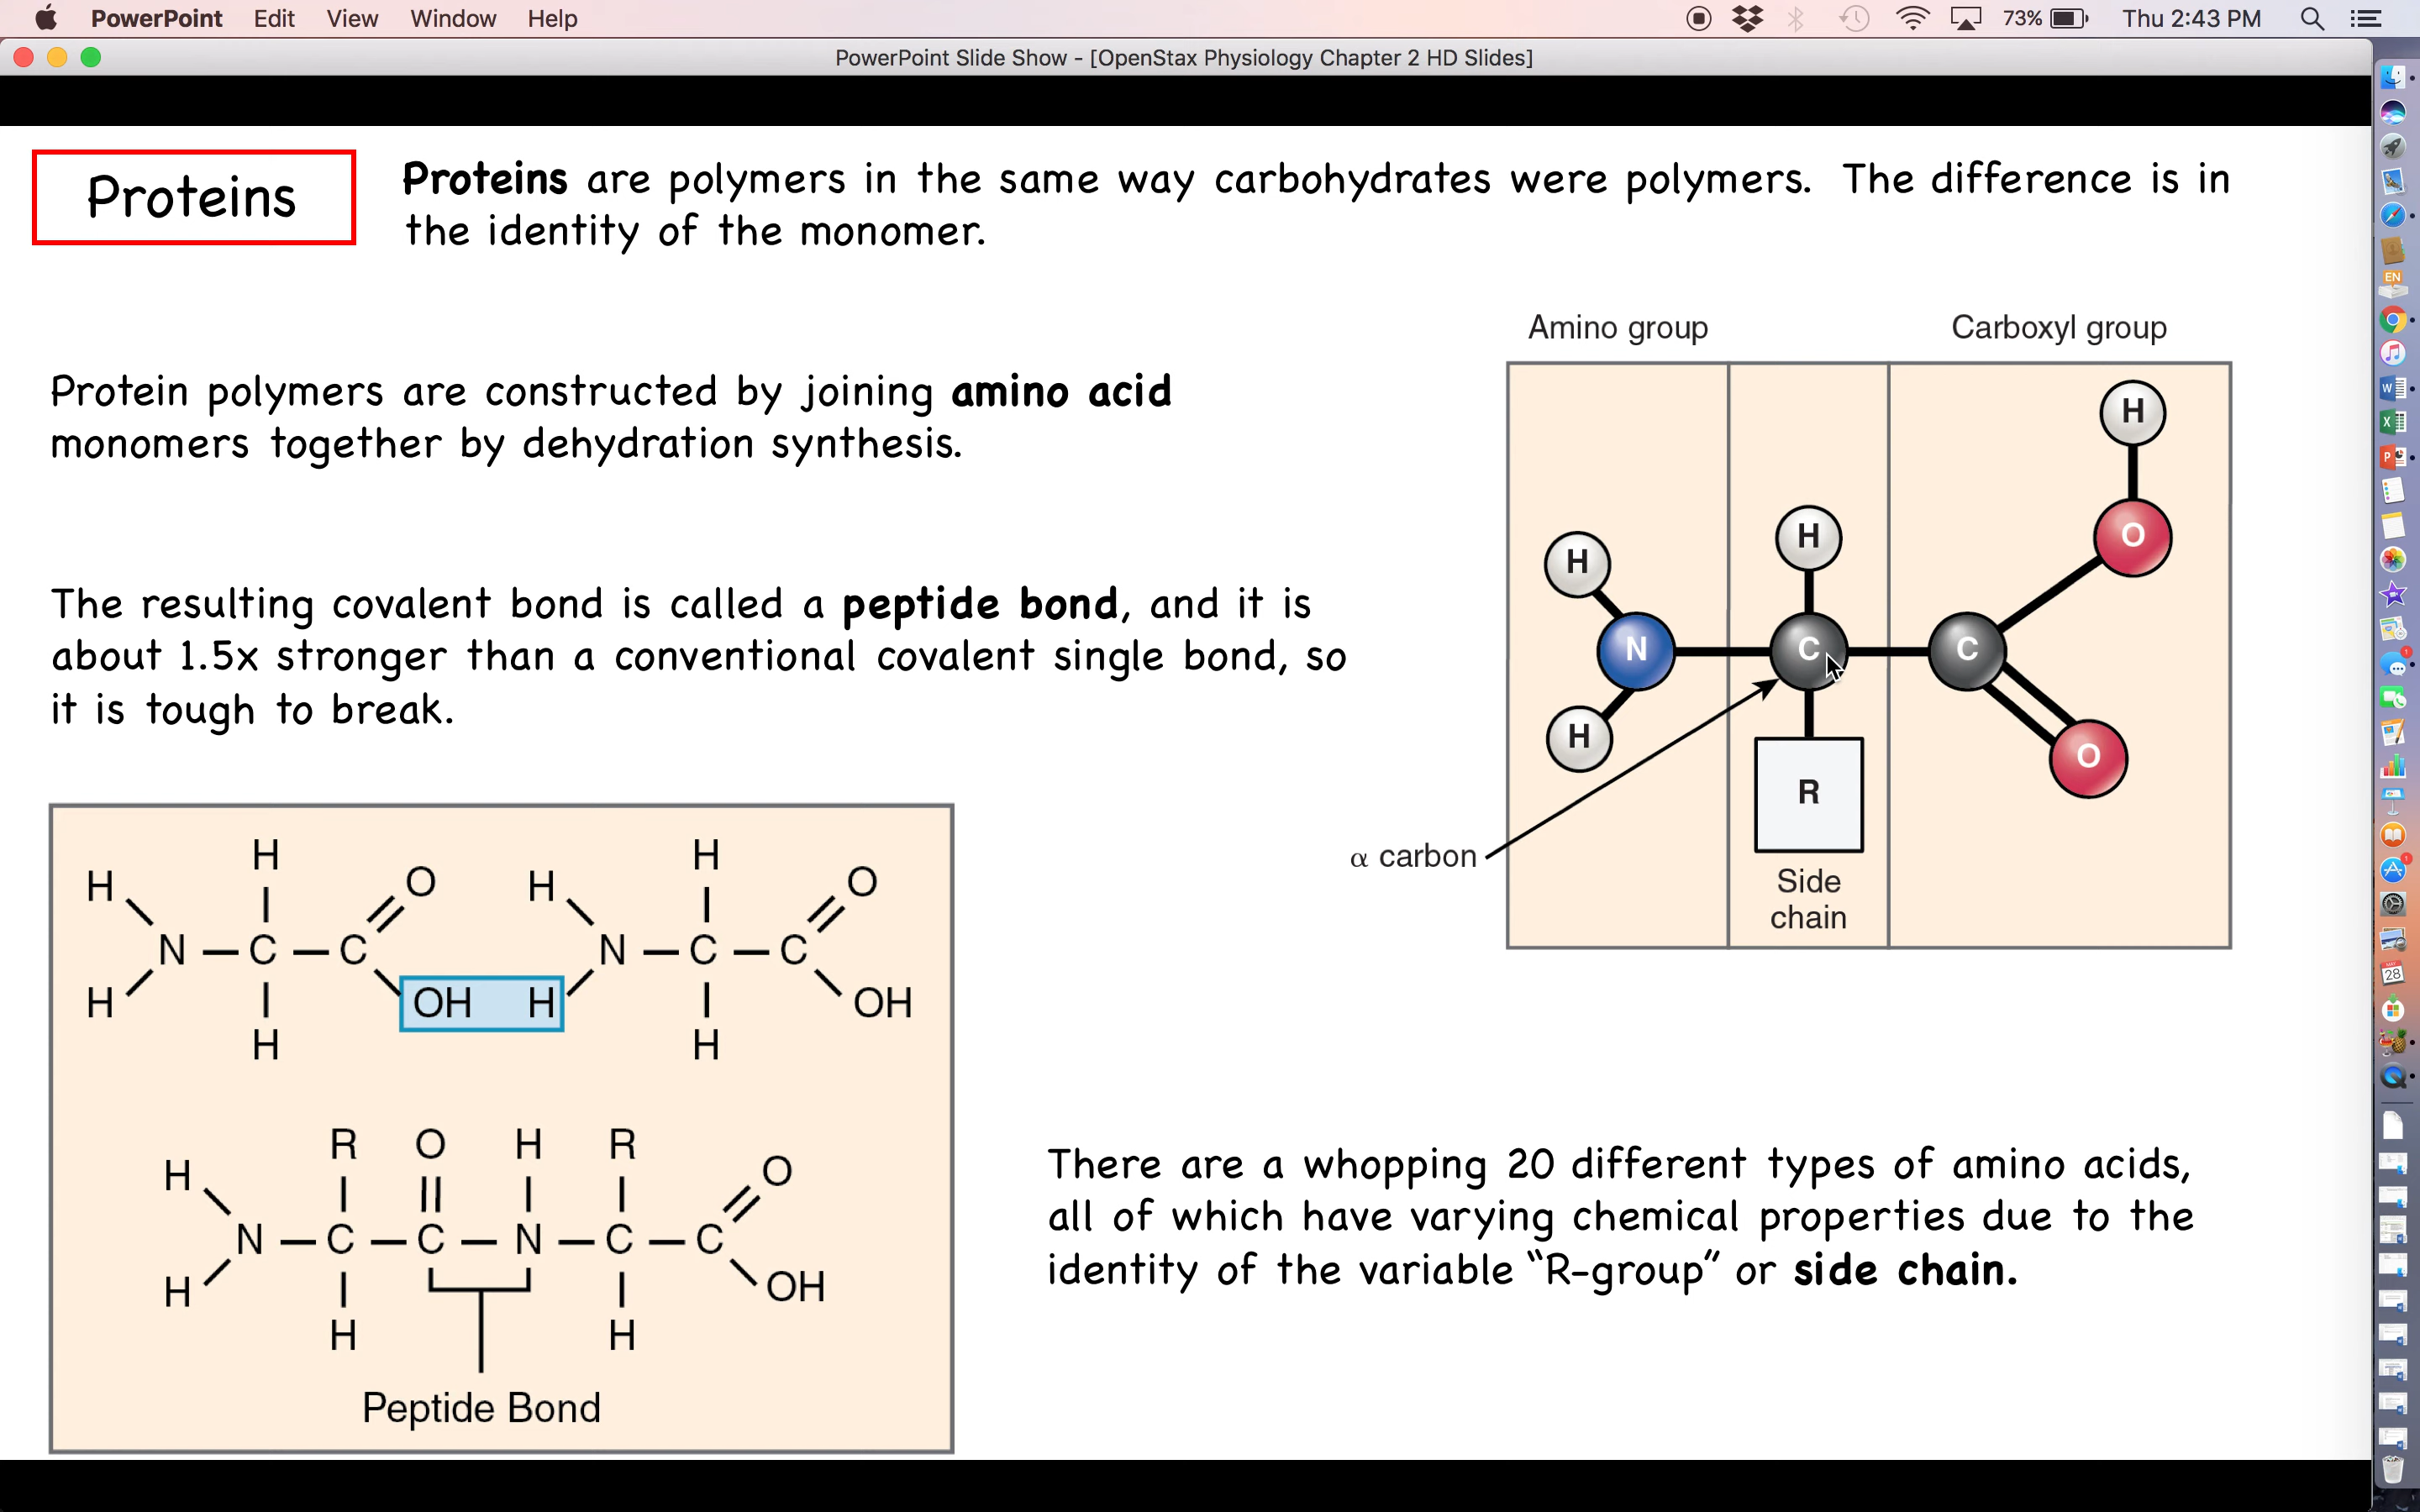 PowerPoint Edit View Window Help
73% Thu 2:43 PM
PowerPoint Slide Show - [OpenStax Physiology Chapter 2 HD Slides]
Proteins
Proteins are polymers in the same way carbohydrates were polymers. The difference is in
the identity of the monomer.
Protein polymers are constructed by joining amino acid
monomers together by dehydration synthesis.
The resulting covalent bond is called a peptide bond, and it is
about 1.5x stronger than a conventional covalent single bond, so
it is tough to break.
Amino group Carboxyl group
H
H H O
N C C
H R O
α carbon
Side
chain
H H
H O H O
N C C N C C
H OH H OH
H H
R O H R
H O
N C C N C C
H OH
H H
Peptide Bond
There are a whopping 20 different types of amino acids,
all of which have varying chemical properties due to the
identity of the variable “R-group” or side chain.
EN
W
X
P
1
1
28